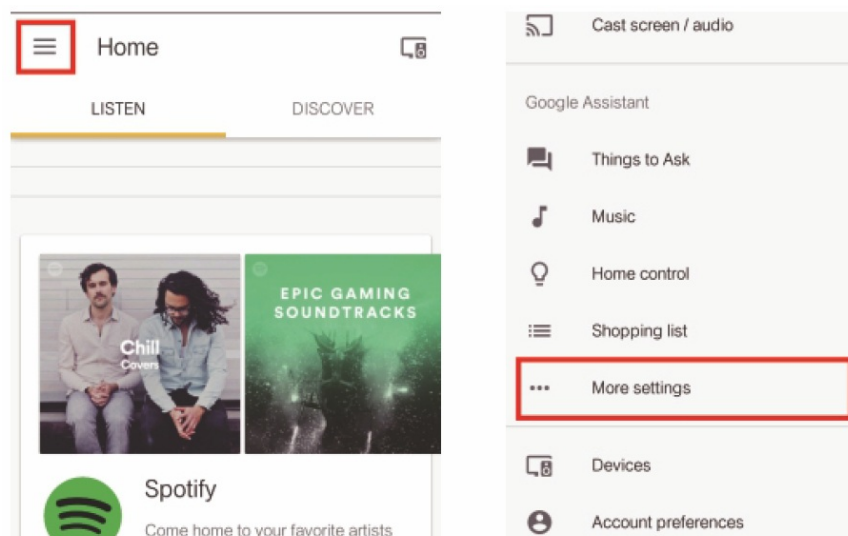 Home
LISTEN
DISCOVER
Chill
Covers
EPIC GAMING
SOUNDTRACKS
Spotify
Come home to your favorite artists
Cast screen / audio
Google Assistant
Things to Ask
Music
Home control
Shopping list
More settings
Devices
Account preferences